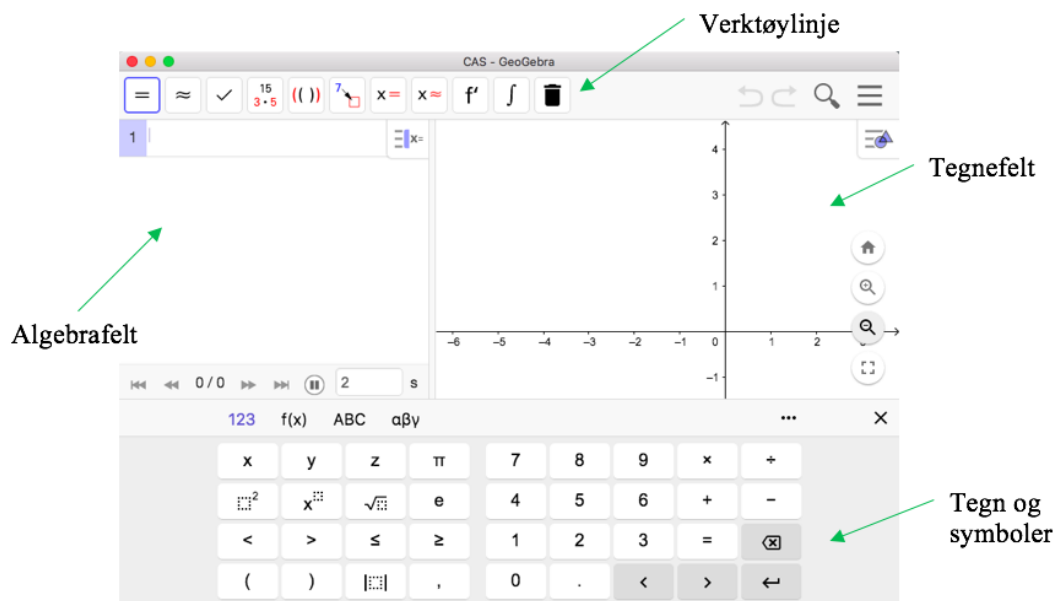 Verktøylinje
CAS - GeoGebra
= ≈ ✓ 15 3•5 (( )) 7 x= x≈ f′ ∫
1 x=
4
Tegnefelt
3
2
1
Algebrafelt
-6 -5 -4 -3 -2 -1 0 1 2 3
-1
0 / 0 2 s
123 f(x) ABC αβγ ... ×
x y z π 7 8 9 × ÷
² x √ e 4 5 6 + −
< > ≤ ≥ 1 2 3 =
( ) | | , 0 . < > ↵
Tegn og
symboler